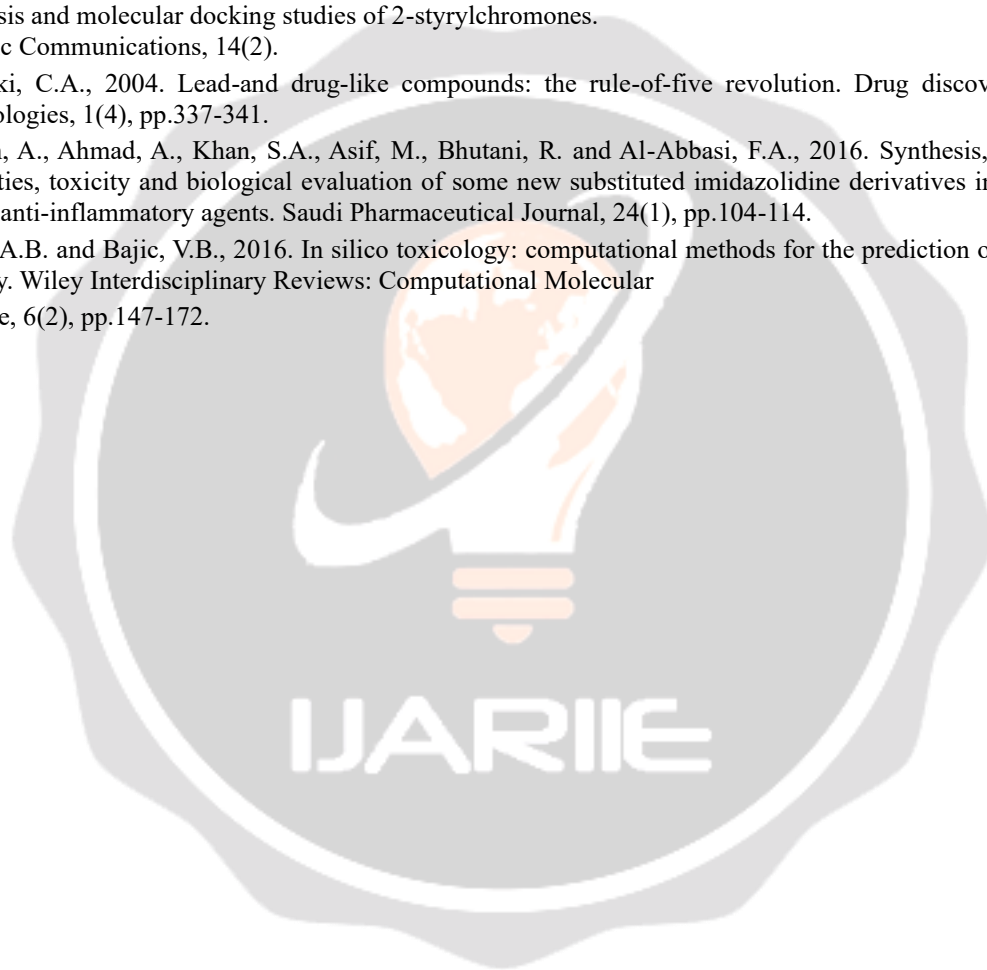 sis and molecular docking studies of 2-styrylchromones.
c Communications, 14(2).
ki, C.A., 2004. Lead-and drug-like compounds: the rule-of-five revolution. Drug discov
ologies, 1(4), pp.337-341.
, A., Ahmad, A., Khan, S.A., Asif, M., Bhutani, R. and Al-Abbasi, F.A., 2016. Synthesis,
ties, toxicity and biological evaluation of some new substituted imidazolidine derivatives in
anti-inflammatory agents. Saudi Pharmaceutical Journal, 24(1), pp.104-114.
A.B. and Bajic, V.B., 2016. In silico toxicology: computational methods for the prediction o
y. Wiley Interdisciplinary Reviews: Computational Molecular
e, 6(2), pp.147-172.
IJARIIE